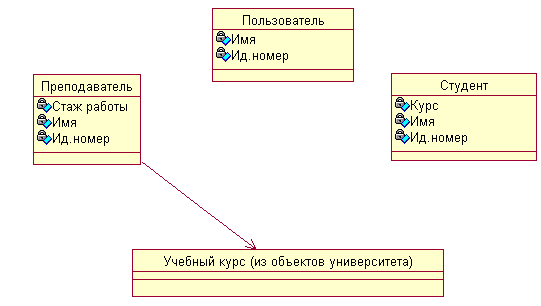 Пользователь
Имя
Ид.номер
Преподаватель
Стаж работы
Имя
Ид.номер
Студент
Курс
Имя
Ид.номер
Учебный курс (из объектов университета)